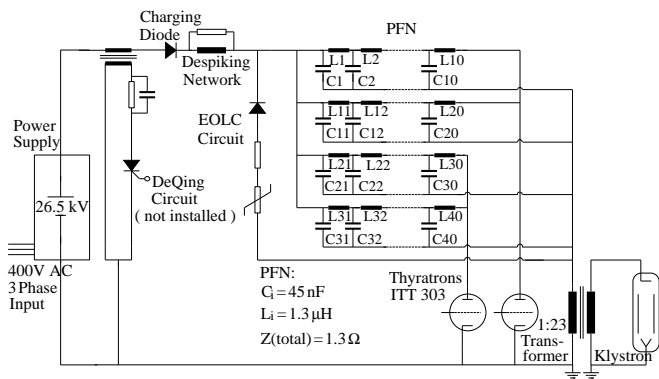 Charging
Diode
Despiking
Network
PFN
L1
L2
L10
C1
C2
C10
EOLC
Circuit
L11
L12
L20
C11
C12
C20
Power
Supply
26.5 kV
DeQing
Circuit
( not installed )
L21
L22
L30
C21
C22
C30
L31
L32
L40
C31
C32
C40
400V AC
3 Phase
Input
PFN:
Ci = 45 nF
Li = 1.3 μH
Z(total) = 1.3 Ω
Thyratrons
ITT 303
1:23
Trans-
former
Klystron